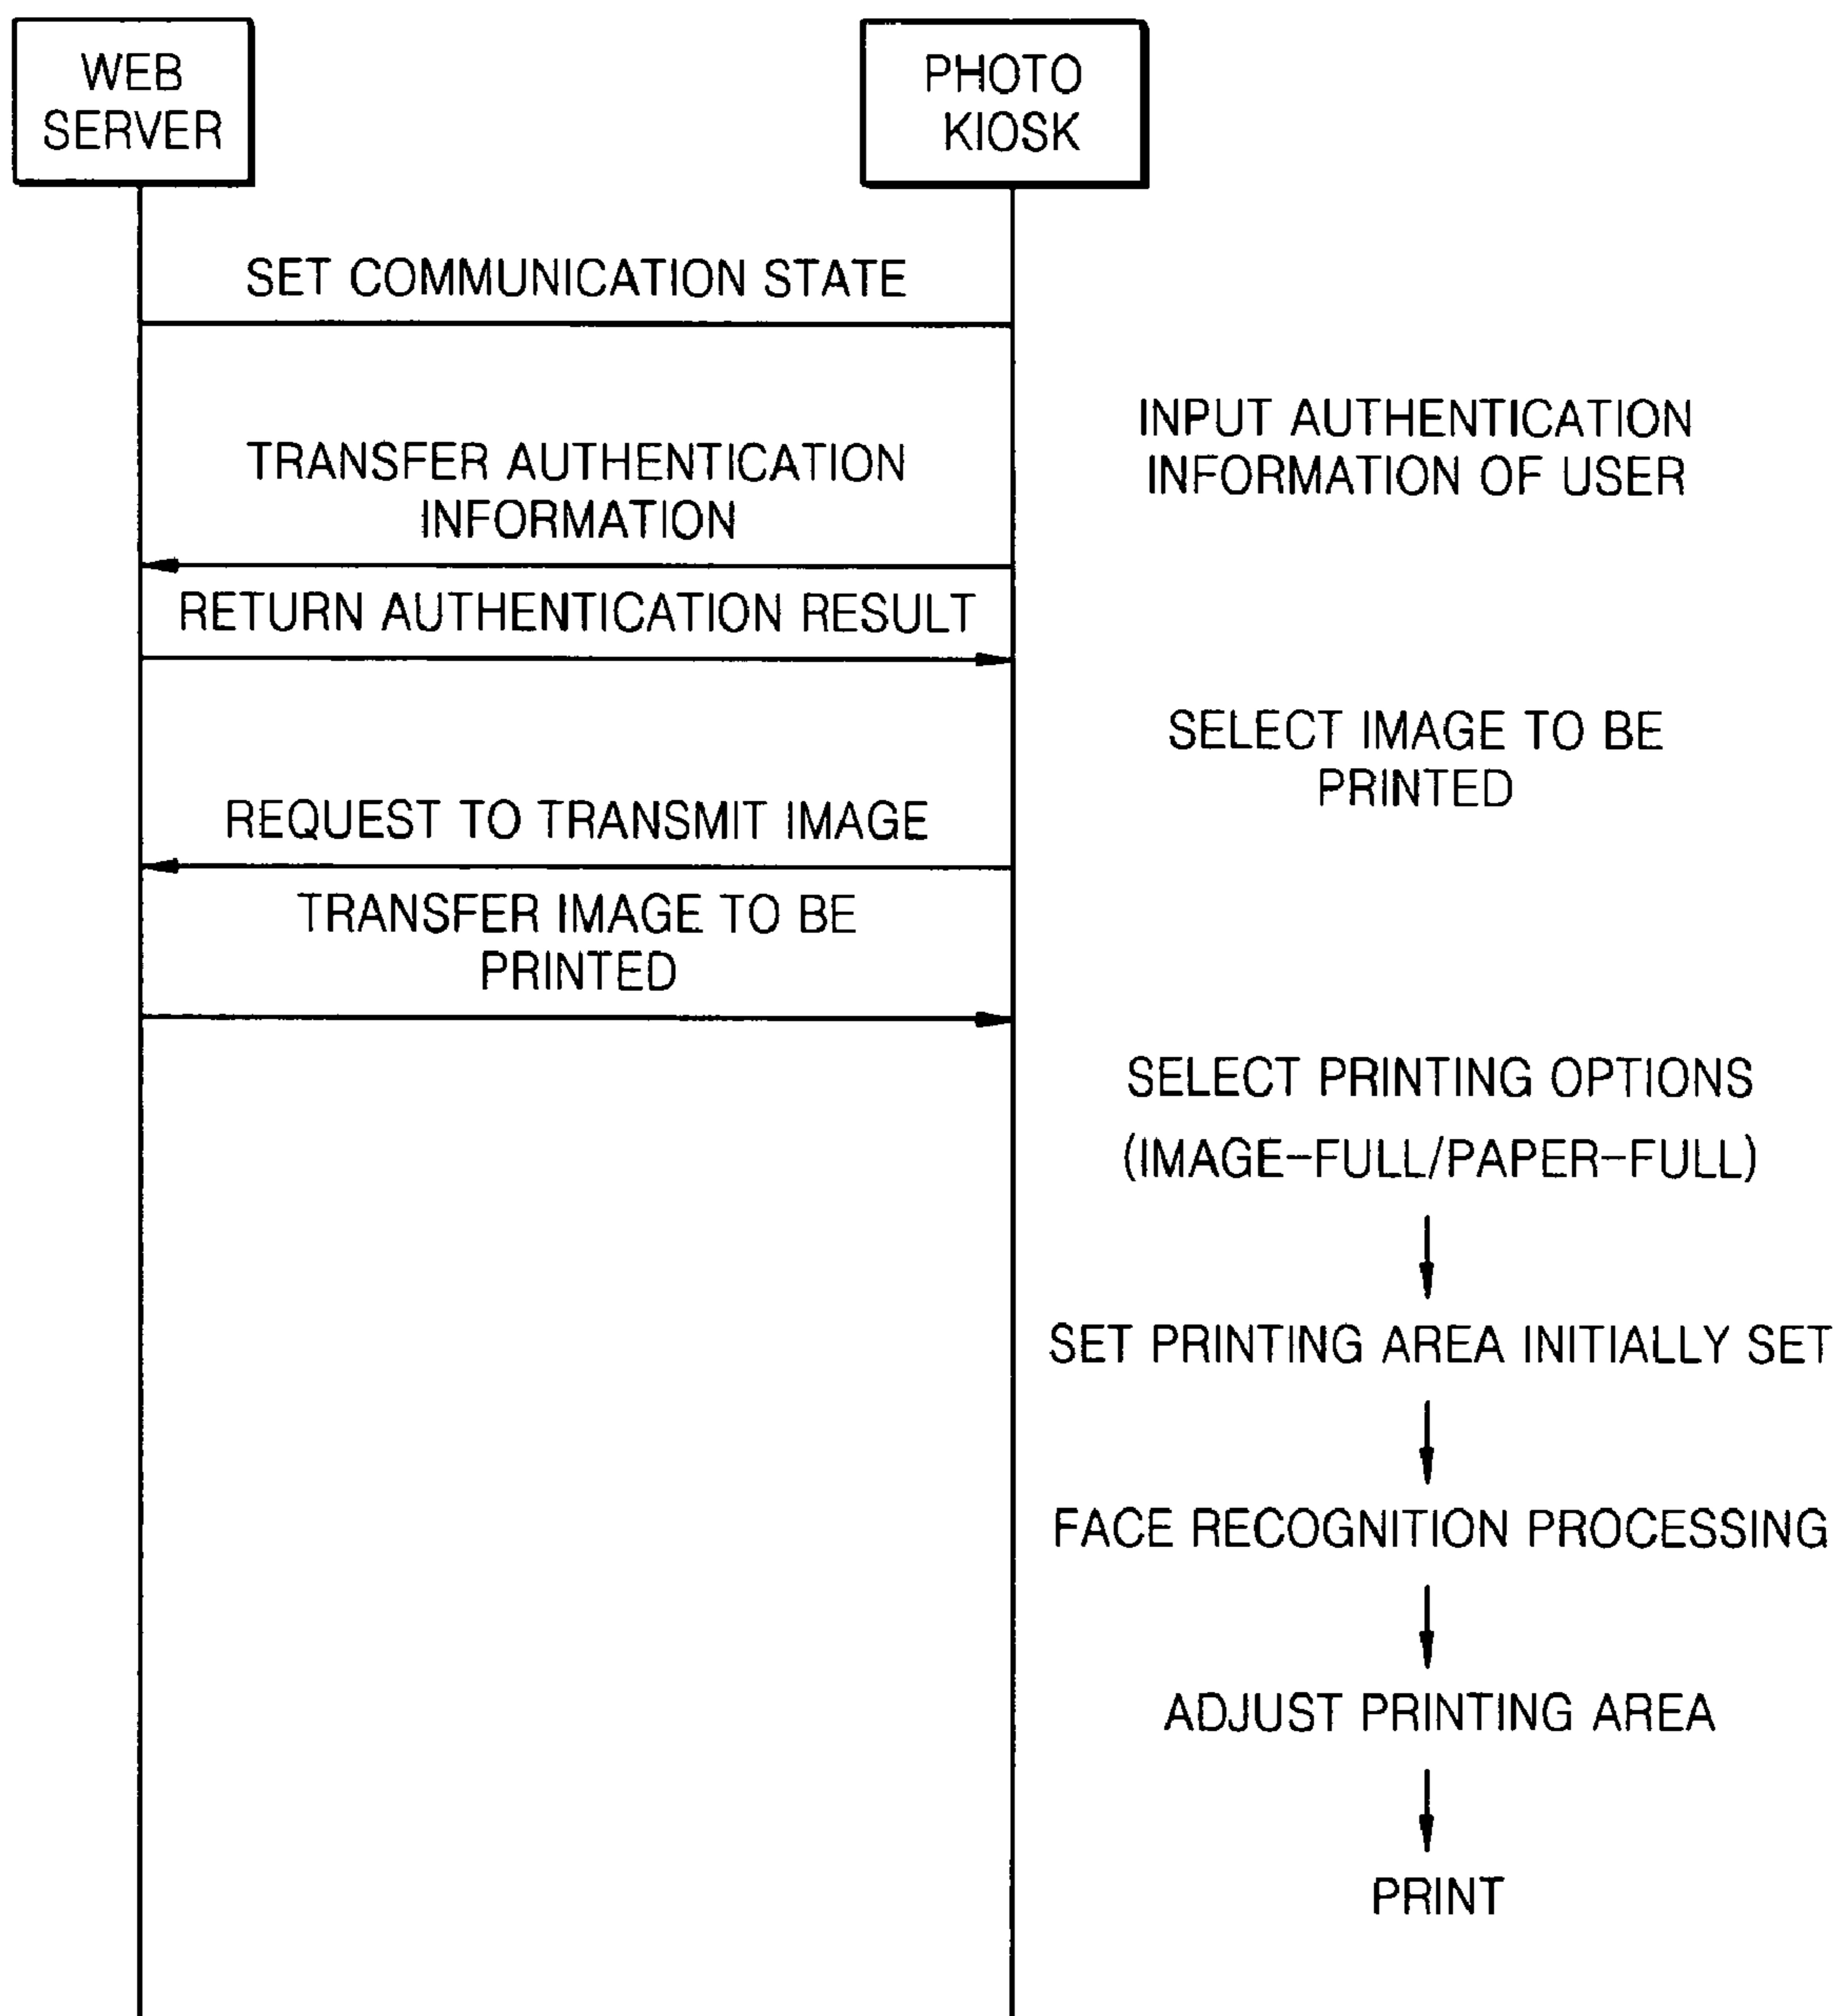 WEB
SERVER
PHOTO
KIOSK
SET COMMUNICATION STATE
INPUT AUTHENTICATION
INFORMATION OF USER
TRANSFER AUTHENTICATION
INFORMATION
RETURN AUTHENTICATION RESULT
SELECT IMAGE TO BE
PRINTED
REQUEST TO TRANSMIT IMAGE
TRANSFER IMAGE TO BE
PRINTED
SELECT PRINTING OPTIONS
(IMAGE-FULL/PAPER-FULL)
SET PRINTING AREA INITIALLY SET
FACE RECOGNITION PROCESSING
ADJUST PRINTING AREA
PRINT